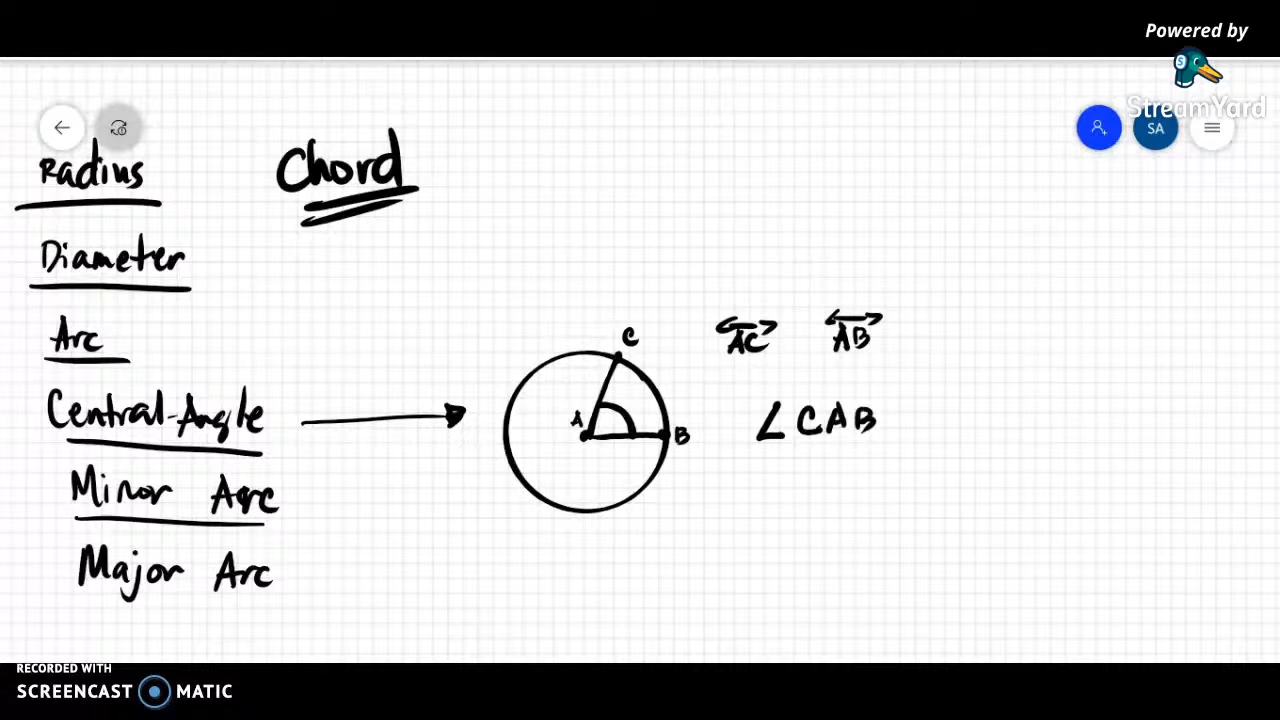 Powered by
StreamYard
SA
Radius
Chord
Diameter
Arc
Central-Angle
Minor Arc
Major Arc
C
A
B
AC AB
∠ CAB
RECORDED WITH
SCREENCAST MATIC